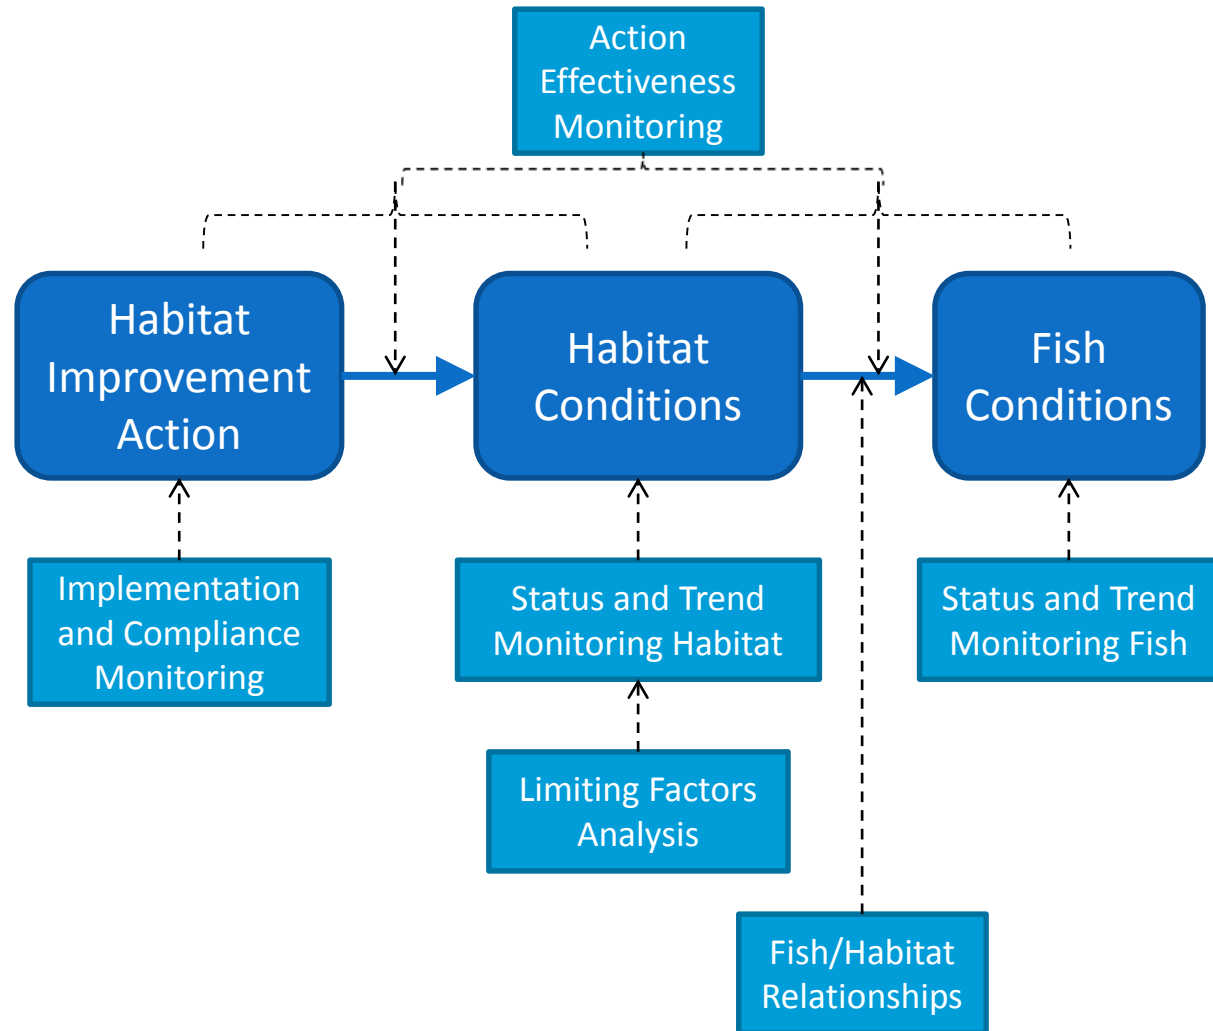 Action
Effectiveness
Monitoring
Habitat
Improvement
Action
Habitat
Conditions
Fish
Conditions
Implementation
and Compliance
Monitoring
Status and Trend
Monitoring Habitat
Status and Trend
Monitoring Fish
Limiting Factors
Analysis
Fish/Habitat
Relationships